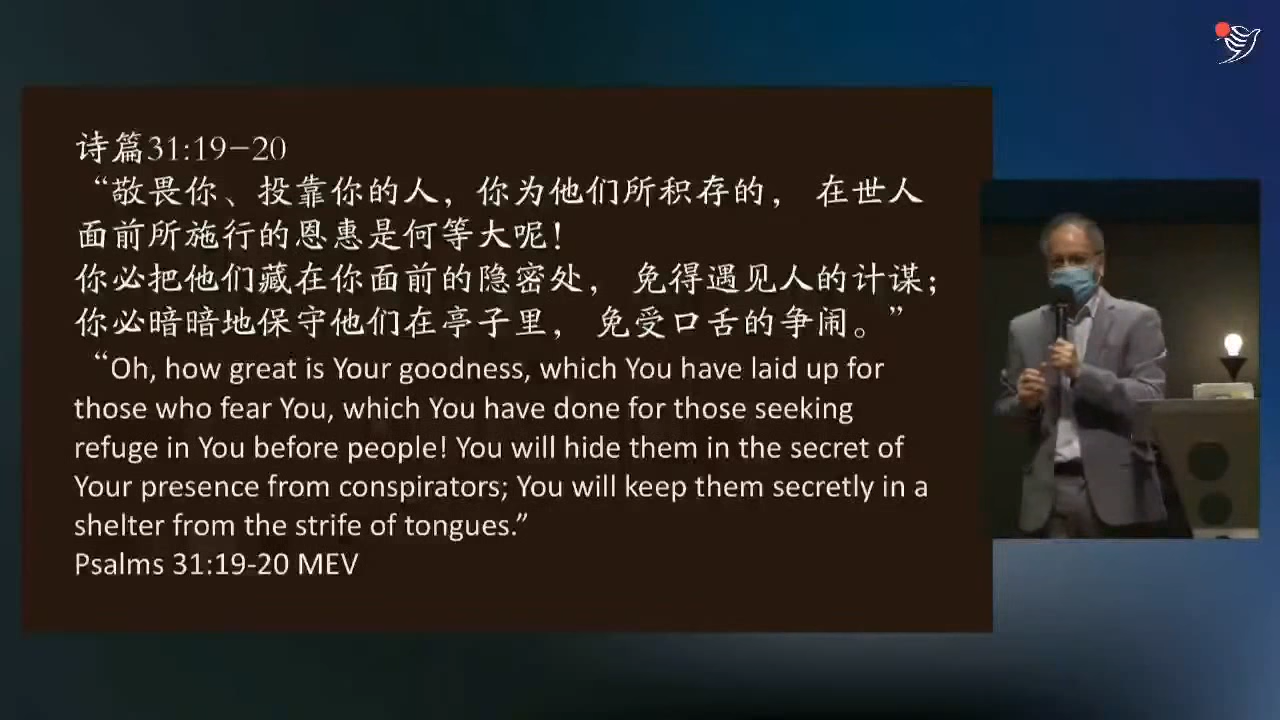 诗篇31:19-20
“敬畏你、投靠你的人，你为他们所积存的， 在世人
面前所施行的恩惠是何等大呢！
你必把他们藏在你面前的隐密处， 免得遇见人的计谋；
你必暗暗地保守他们在亭子里， 免受口舌的争闹。”
“Oh, how great is Your goodness, which You have laid up for
those who fear You, which You have done for those seeking
refuge in You before people! You will hide them in the secret of
Your presence from conspirators; You will keep them secretly in a
shelter from the strife of tongues.”
Psalms 31:19-20 MEV